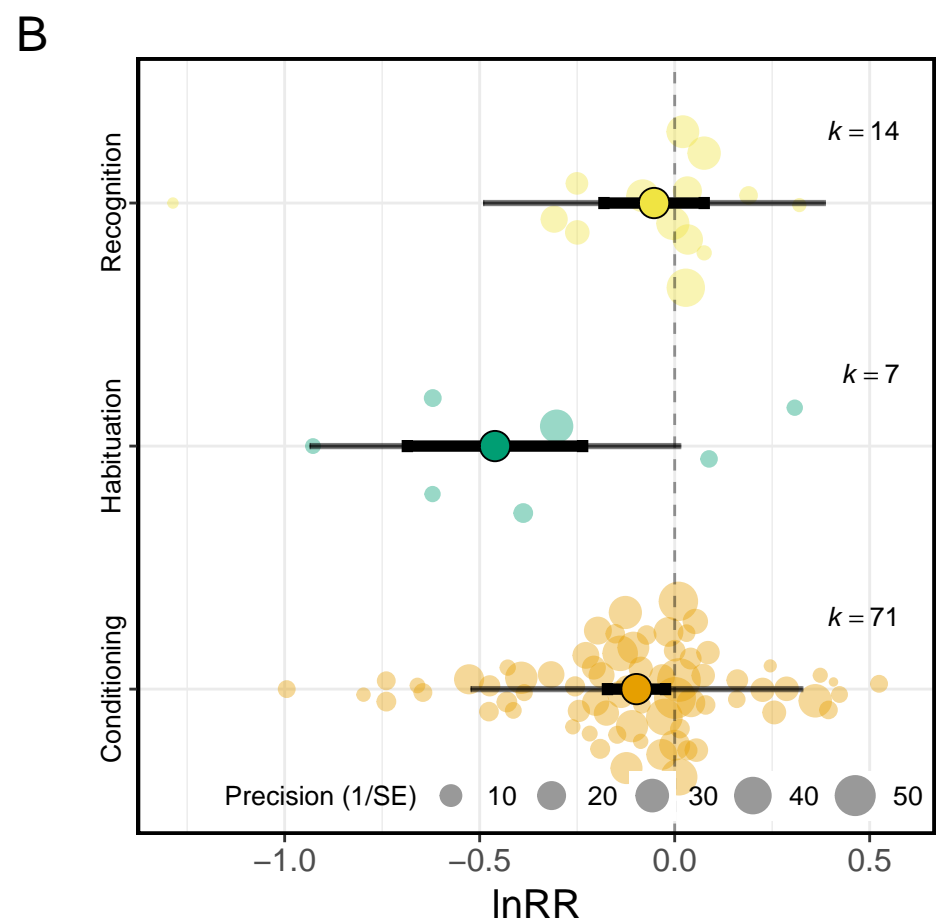 B
Recognition
k = 14
Habituation
k = 7
Conditioning
k = 71
Precision (1/SE) 10 20 30 40 50
−1.0 −0.5 0.0 0.5
lnRR